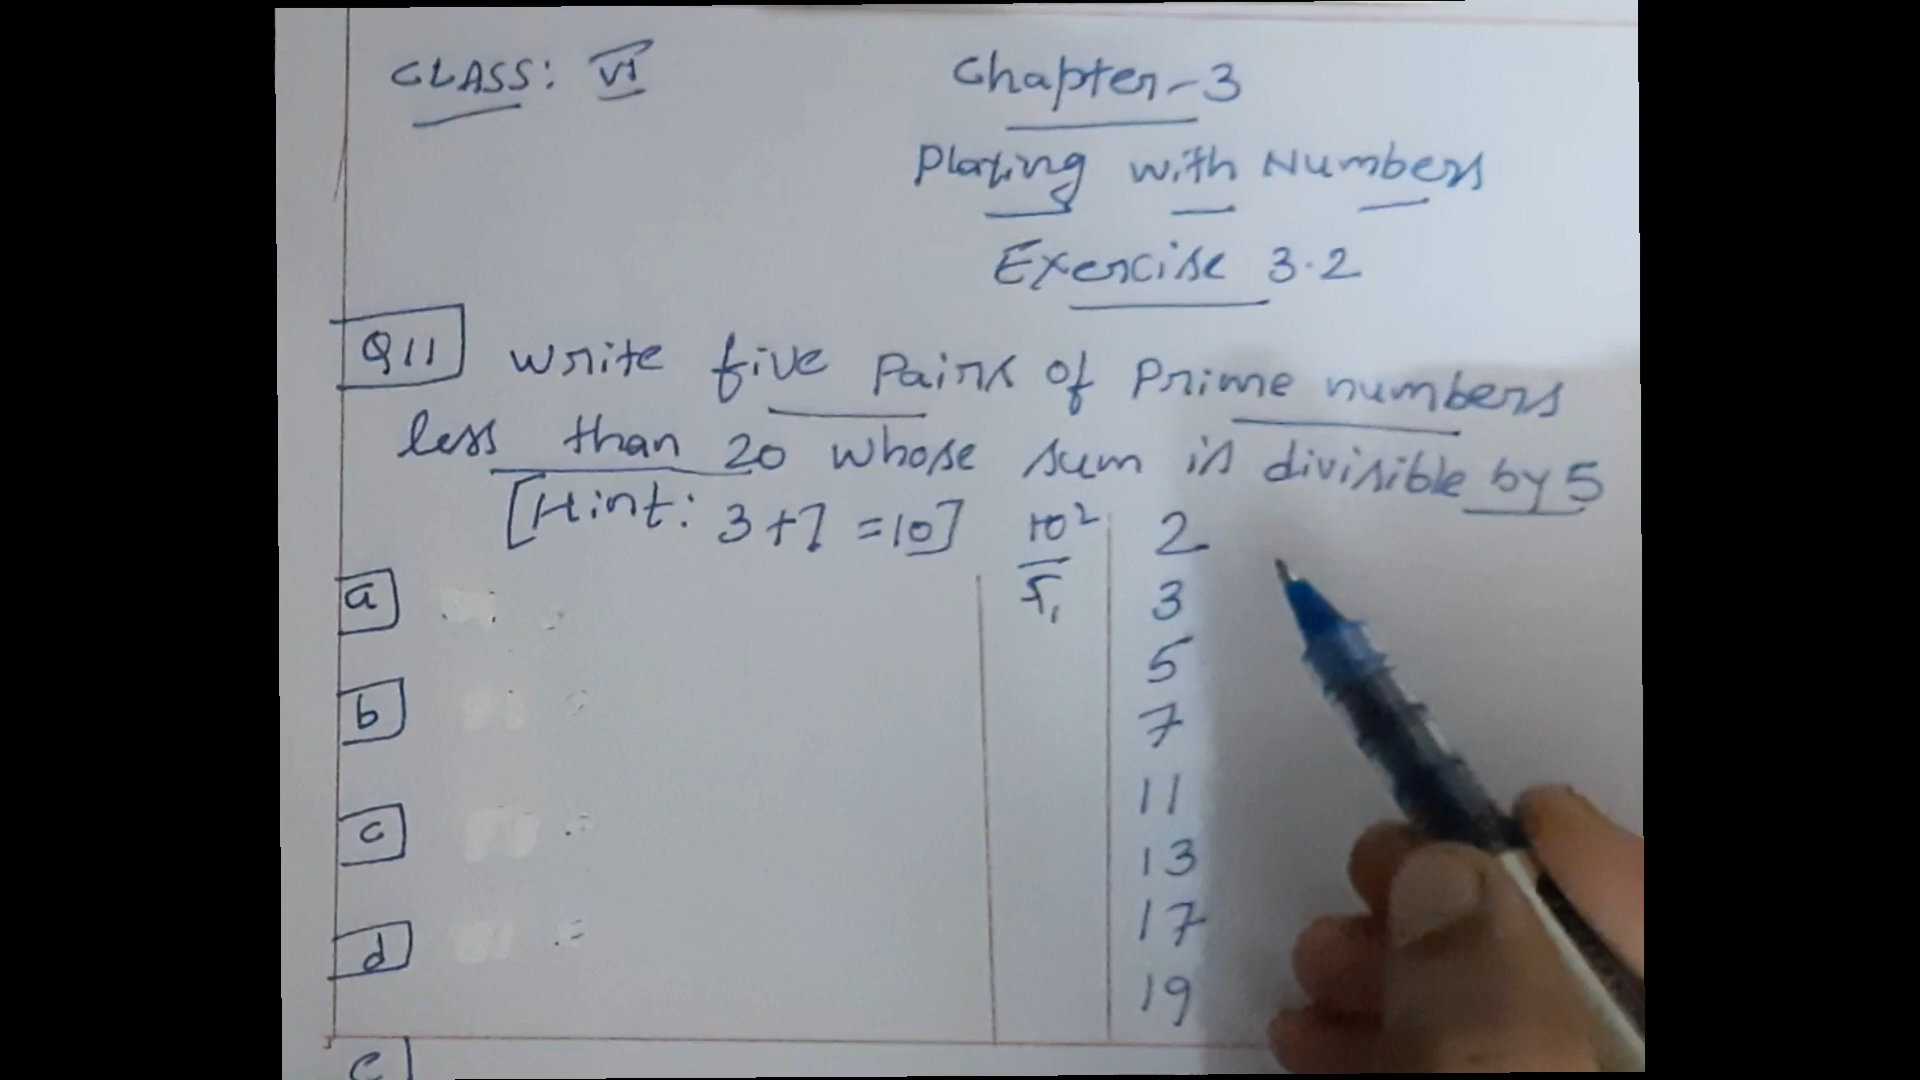 CLASS: VI
Chapter-3
Playing with Numbers
Exercise 3.2
Q11 Write five Pairs of Prime numbers
less than 20 whose sum is divisible by 5
[Hint: 3+7 =10] 10² 2
5₁ 3
a
5
b 7
11
c 13
17
d 19
e